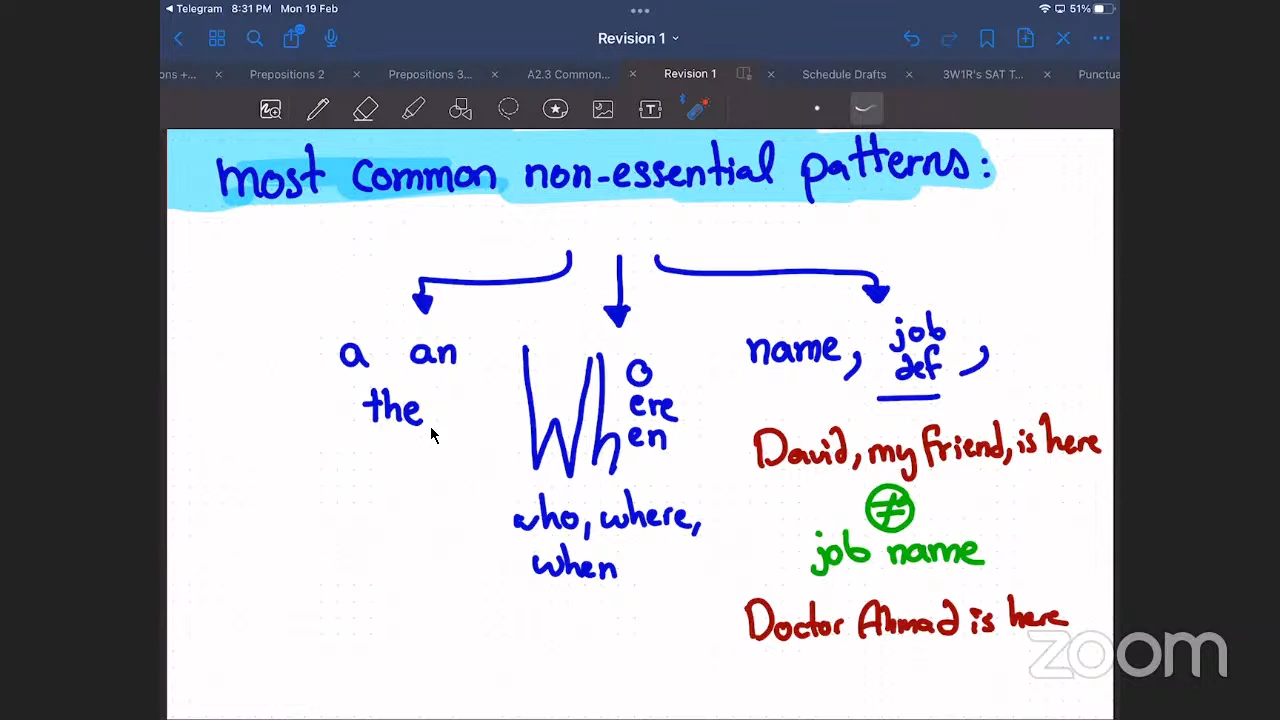 Telegram 8:31 PM Mon 19 Feb 51%
Revision 1
ons +... Prepositions 2 Prepositions 3... A2.3 Common... Revision 1 Schedule Drafts 3W1R's SAT T... Punctua
most common non-essential patterns:
a an
the
Wh o
ere
en
who, where,
when
name, job
def ,
David, my friend, is here
≠
job name
Doctor Ahmad is here
zoom